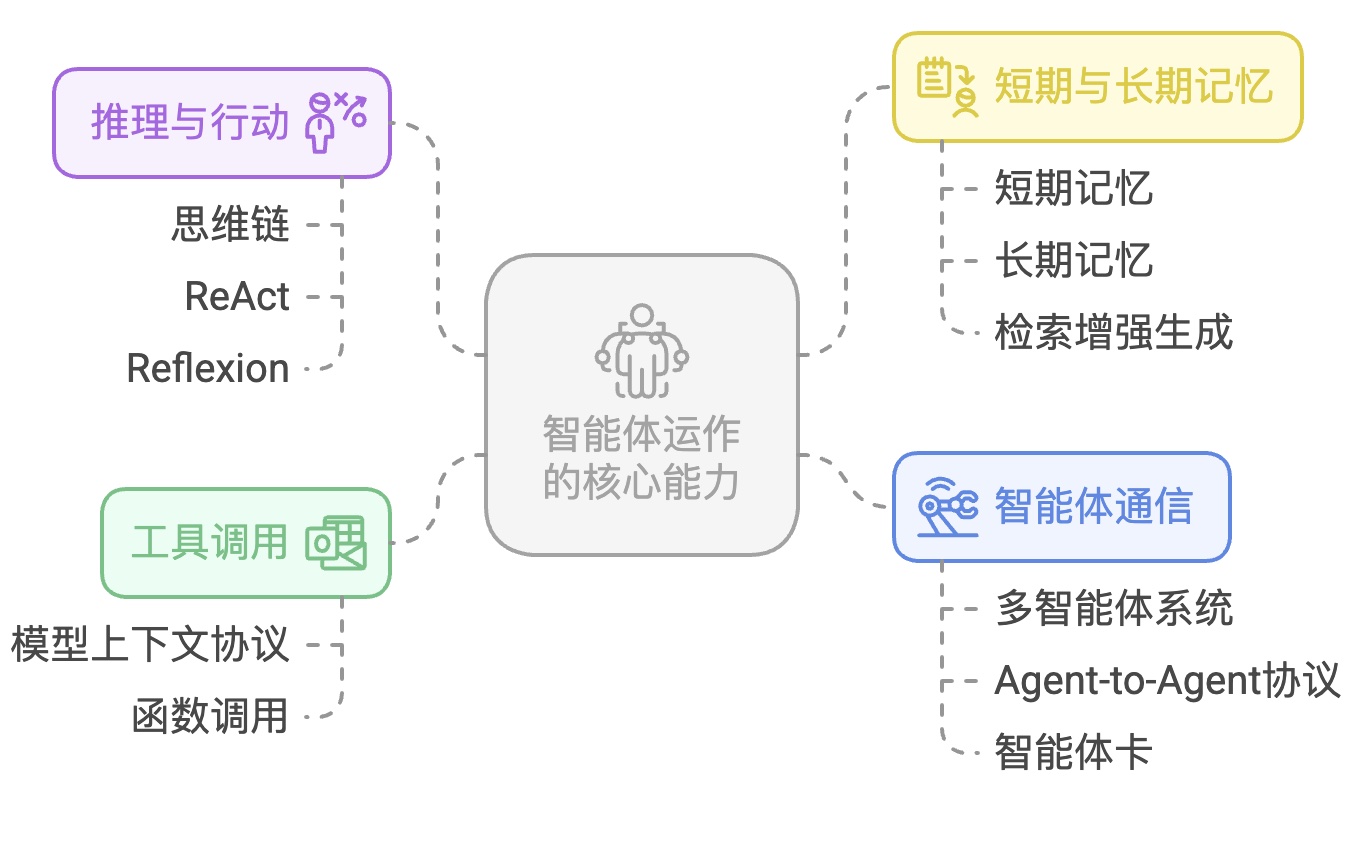 推理与行动
思维链
ReAct
Reflexion
工具调用
模型上下文协议
函数调用
智能体运作
的核心能力
短期与长期记忆
短期记忆
长期记忆
检索增强生成
智能体通信
多智能体系统
Agent-to-Agent协议
智能体卡